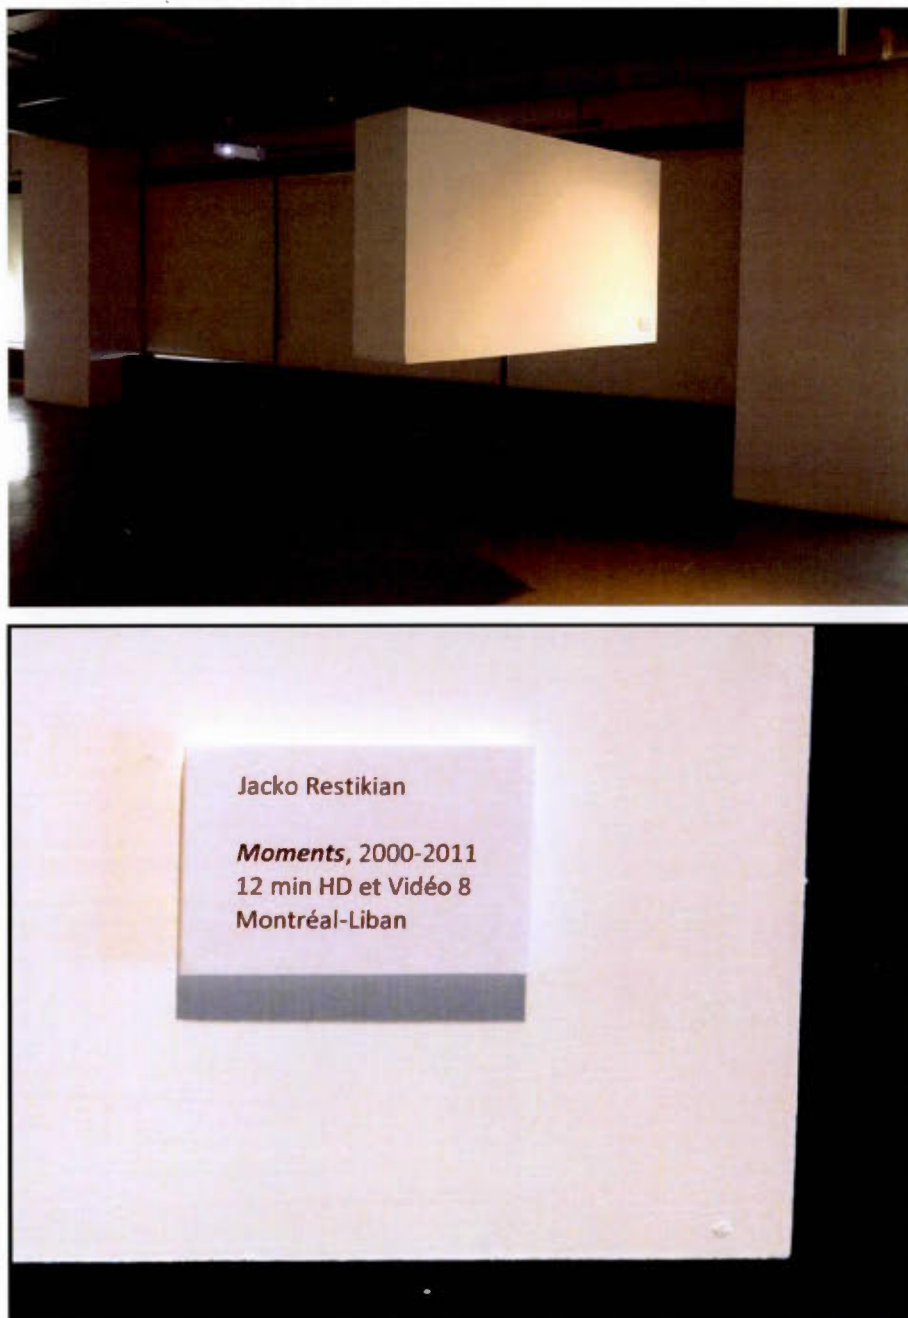 Jacko Restikian
Moments, 2000-2011
12 min HD et Vidéo 8
Montréal-Liban